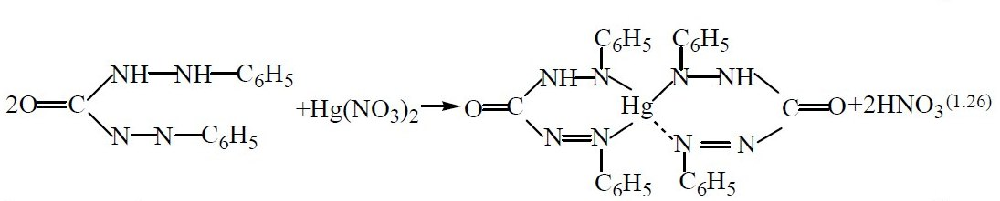 C6H5 C6H5
NH—NH—C6H5 NH—N N—NH
2O=C +Hg(NO3)2→O=C Hg C=O+2HNO3(1.26)
N—N—C6H5 N=N N=N
C6H5 C6H5